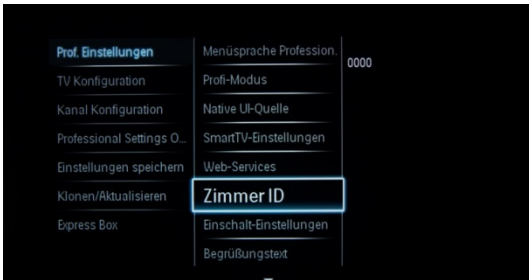 Prof. Einstellungen
TV Konfiguration
Kanal Konfiguration
Professional Settings O...
Einstellungen speichern
Klonen/Aktualisieren
Express Box
Menüsprache Profession.
Profi-Modus
Native UI-Quelle
SmartTV-Einstellungen
Web-Services
Zimmer ID
Einschalt-Einstellungen
Begrüßungstext
0000